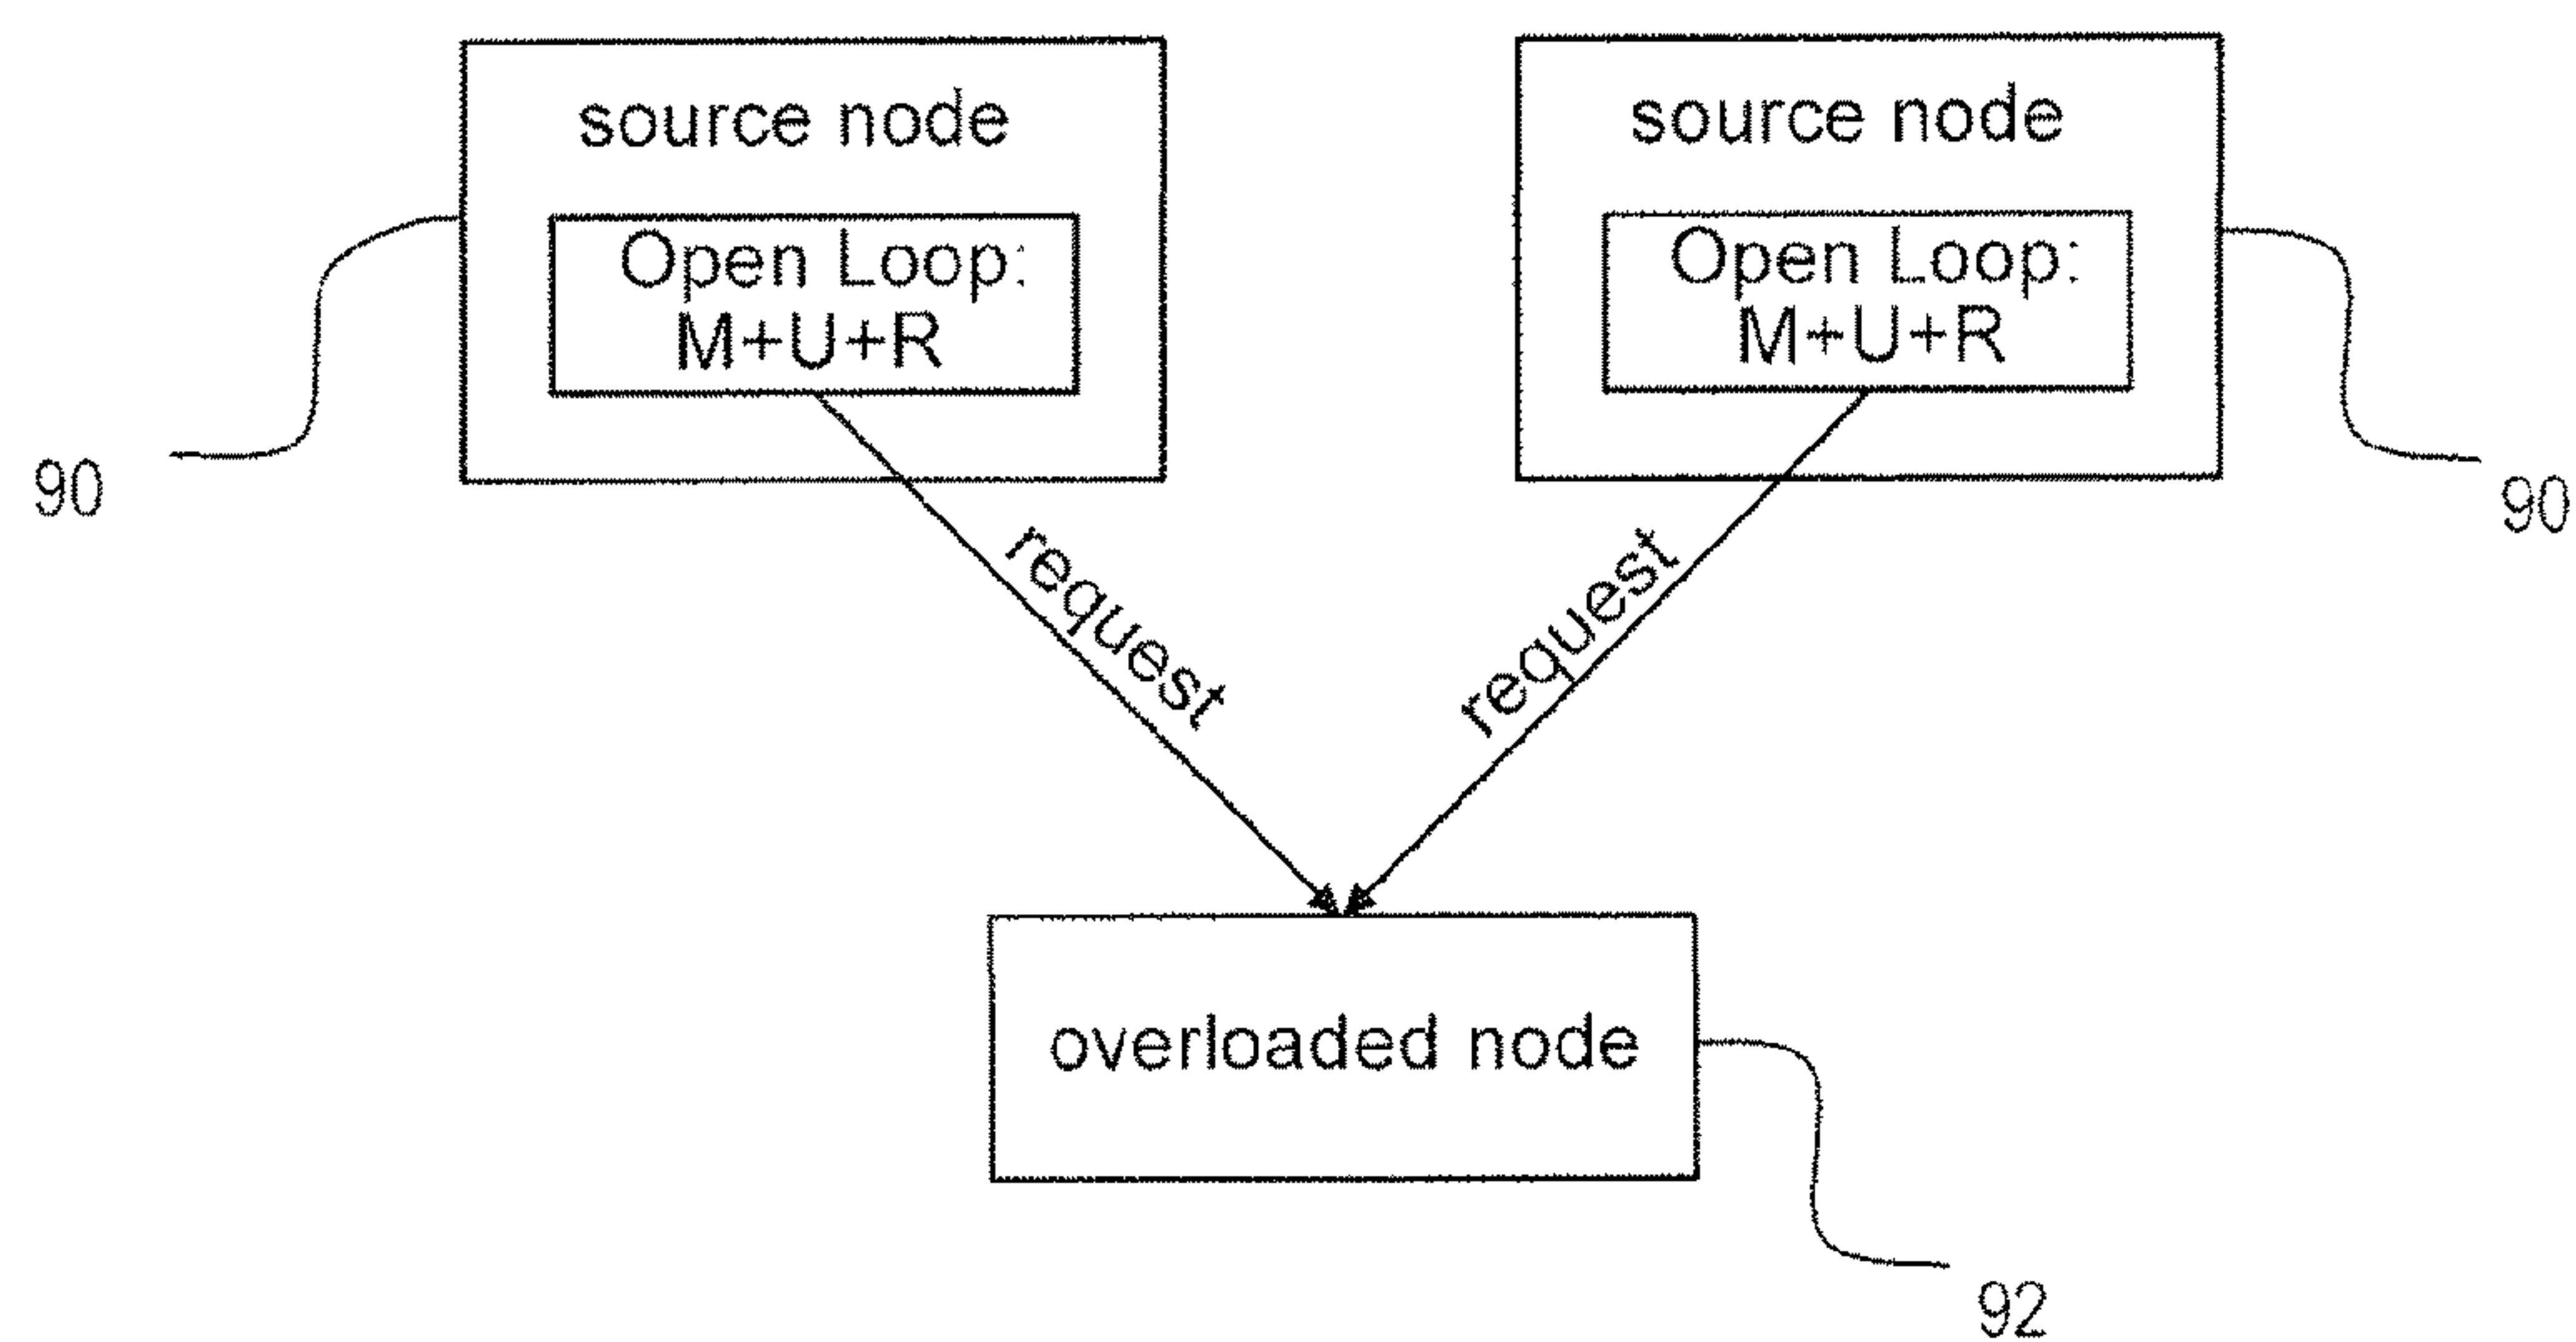 source node
Open Loop:
M+U+R
90
source node
Open Loop:
M+U+R
90
request
request
overloaded node
92